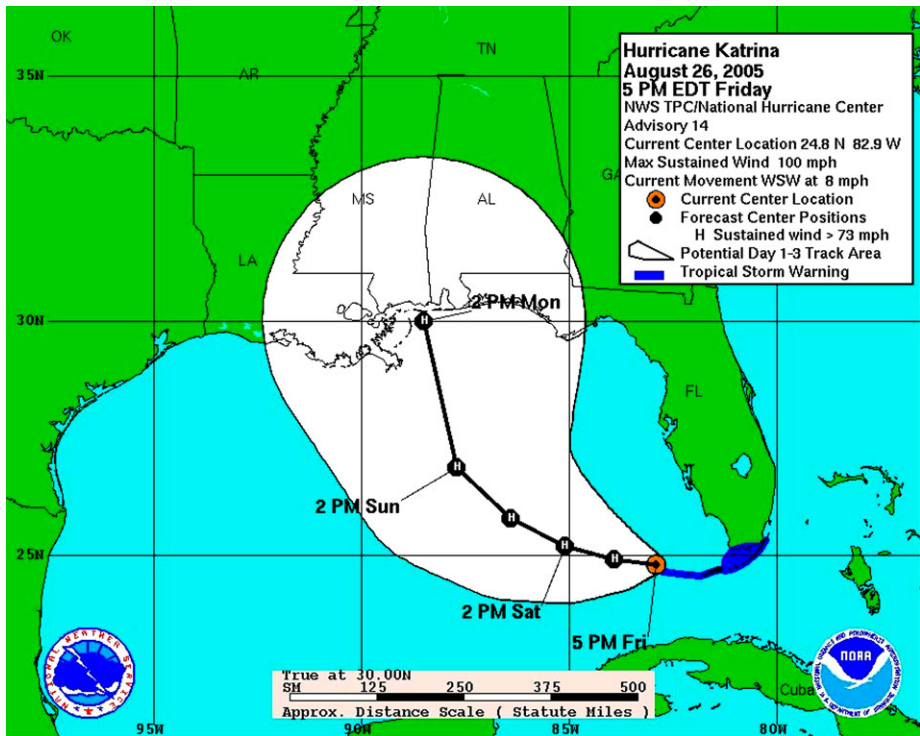 Hurricane Katrina
August 26, 2005
5 PM EDT Friday
NWS TPC/National Hurricane Center
Advisory 14
Current Center Location 24.8 N 82.9 W
Max Sustained Wind 100 mph
Current Movement WSW at 8 mph
Current Center Location
Forecast Center Positions
H Sustained wind > 73 mph
Potential Day 1-3 Track Area
Tropical Storm Warning
OK
TN
35N
AR
GA
MS
AL
LA
2 PM Mon
30N
H
FL
H
2 PM Sun
H
H
H
25N
2 PM Sat
5 PM Fri
Cuba
NATIONAL WEATHER SERVICE
NOAA
True at 30.00N
SM 125 250 375 500
Approx. Distance Scale ( Statute Miles )
95W 90W 85W 80W